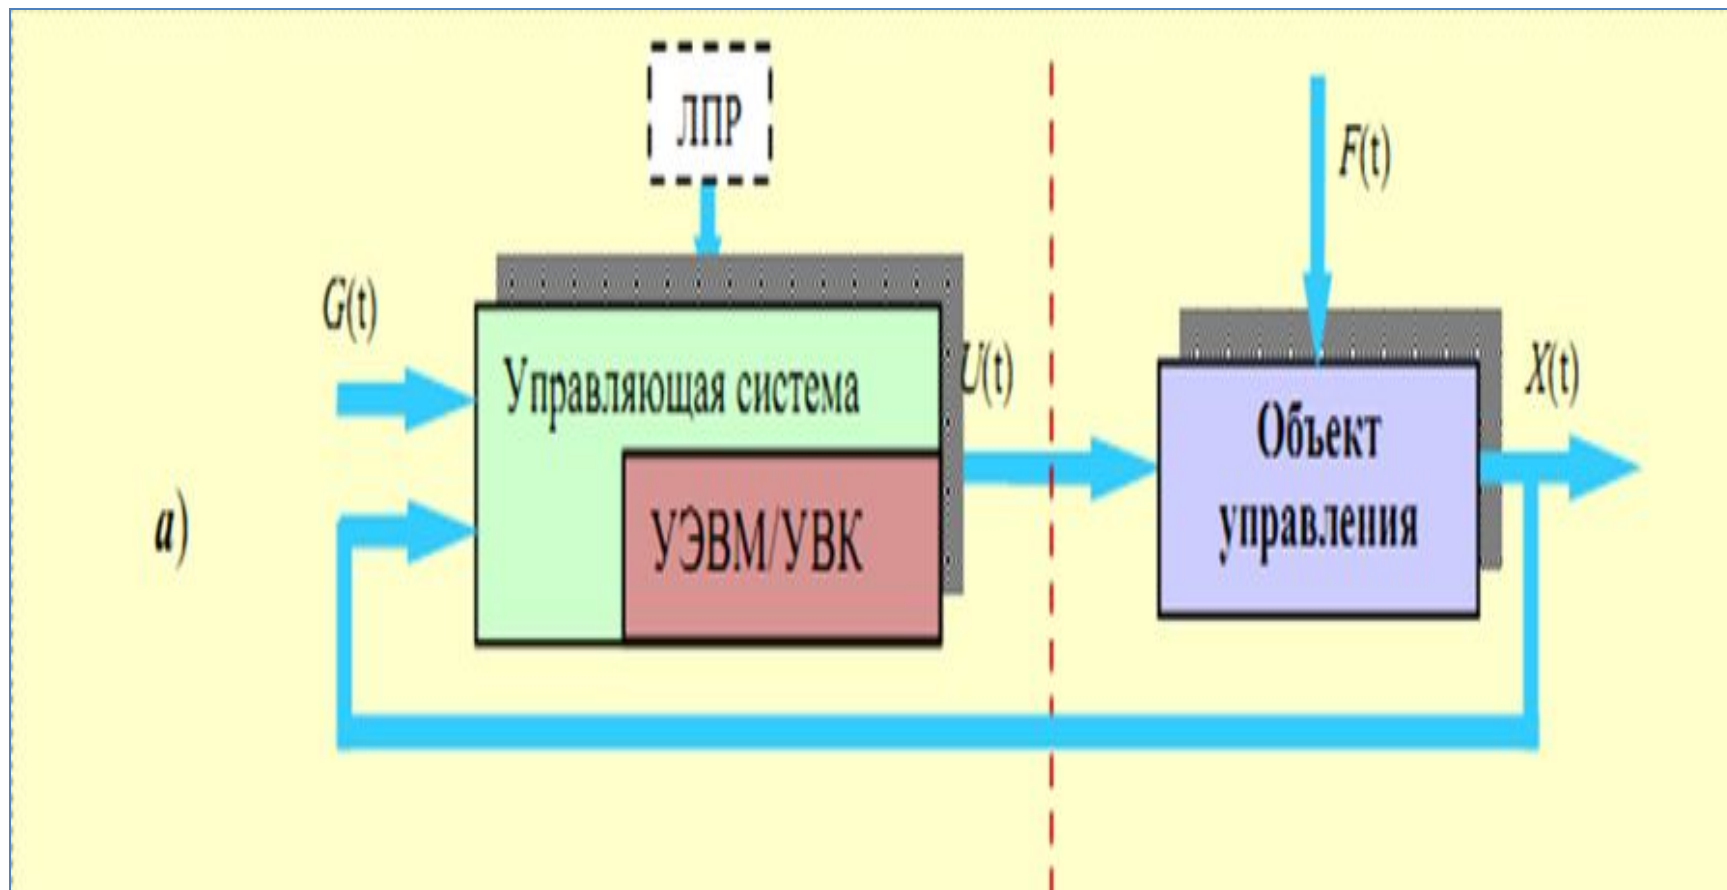 ЛПР
F(t)
G(t)
Управляющая система
U(t)
X(t)
Объект
управления
УЭВМ/УВК
а)